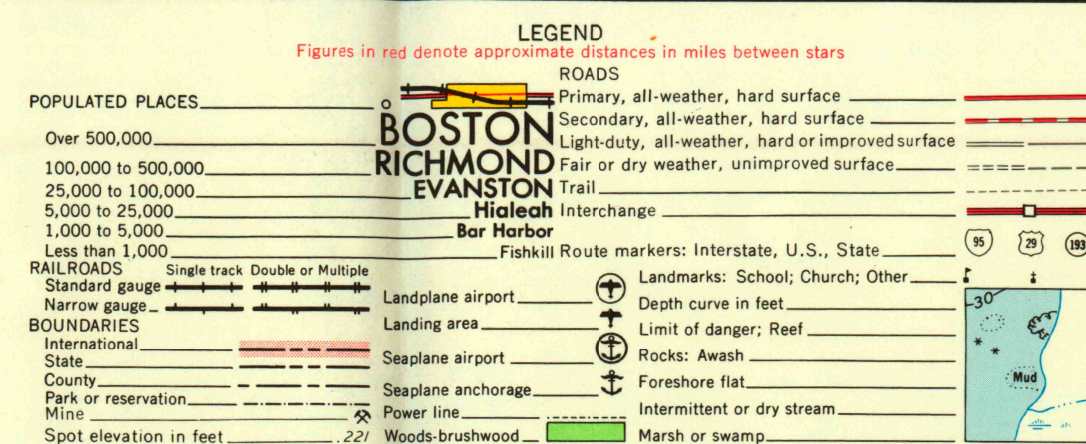 LEGEND
Figures in red denote approximate distances in miles between stars
POPULATED PLACES
Over 500,000 BOSTON
100,000 to 500,000 RICHMOND
25,000 to 100,000 EVANSTON
5,000 to 25,000 Hialeah
1,000 to 5,000 Bar Harbor
Less than 1,000 Fishkill
ROADS
Primary, all-weather, hard surface
Secondary, all-weather, hard surface
Light-duty, all-weather, hard or improved surface
Fair or dry weather, unimproved surface
Trail
Interchange
Route markers: Interstate, U.S., State 95 29 193
RAILROADS Single track Double or Multiple
Standard gauge
Narrow gauge
BOUNDARIES
International
State
County
Park or reservation
Mine
Spot elevation in feet .221
Landplane airport
Landing area
Seaplane airport
Seaplane anchorage
Power line
Woods-brushwood
Landmarks: School; Church; Other
Depth curve in feet 30
Limit of danger; Reef
Rocks: Awash
Foreshore flat Mud
Intermittent or dry stream
Marsh or swamp